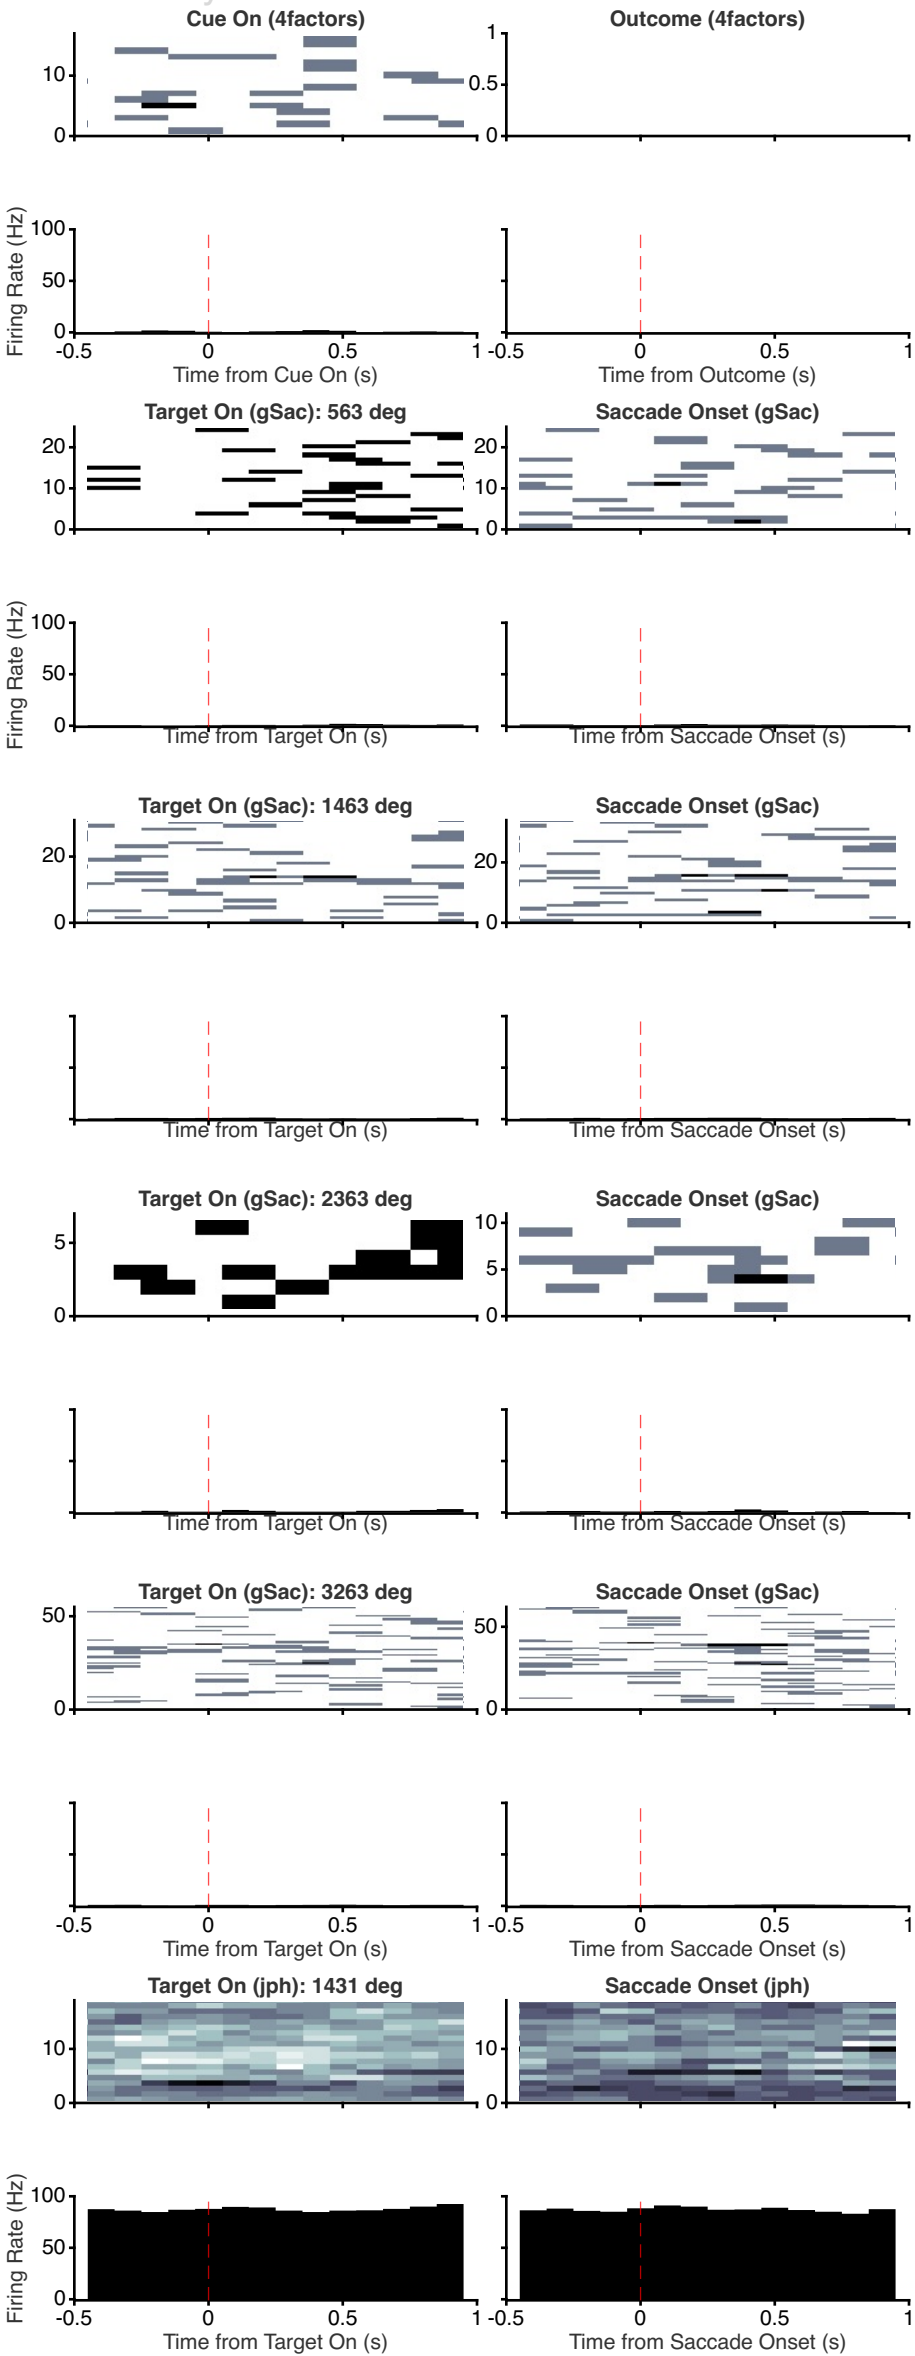 Cue On (4factors) Outcome (4factors)
10
0
1
0.5
0
Firing Rate (Hz)
100
50
0
-0.5 0 0.5 1 -0.5 0 0.5 1
Time from Cue On (s) Time from Outcome (s)
Target On (gSac): 563 deg Saccade Onset (gSac)
20
10
0
20
10
0
Firing Rate (Hz)
100
50
0
Time from Target On (s) Time from Saccade Onset (s)
Target On (gSac): 1463 deg Saccade Onset (gSac)
20
0
20
0
Time from Target On (s) Time from Saccade Onset (s)
Target On (gSac): 2363 deg Saccade Onset (gSac)
5
0
10
5
0
Time from Target On (s) Time from Saccade Onset (s)
Target On (gSac): 3263 deg Saccade Onset (gSac)
50
0
50
0
-0.5 0 0.5 1 -0.5 0 0.5 1
Time from Target On (s) Time from Saccade Onset (s)
Target On (jph): 1431 deg Saccade Onset (jph)
10
0
10
0
Firing Rate (Hz)
100
50
0
-0.5 0 0.5 1 -0.5 0 0.5 1
Time from Target On (s) Time from Saccade Onset (s)